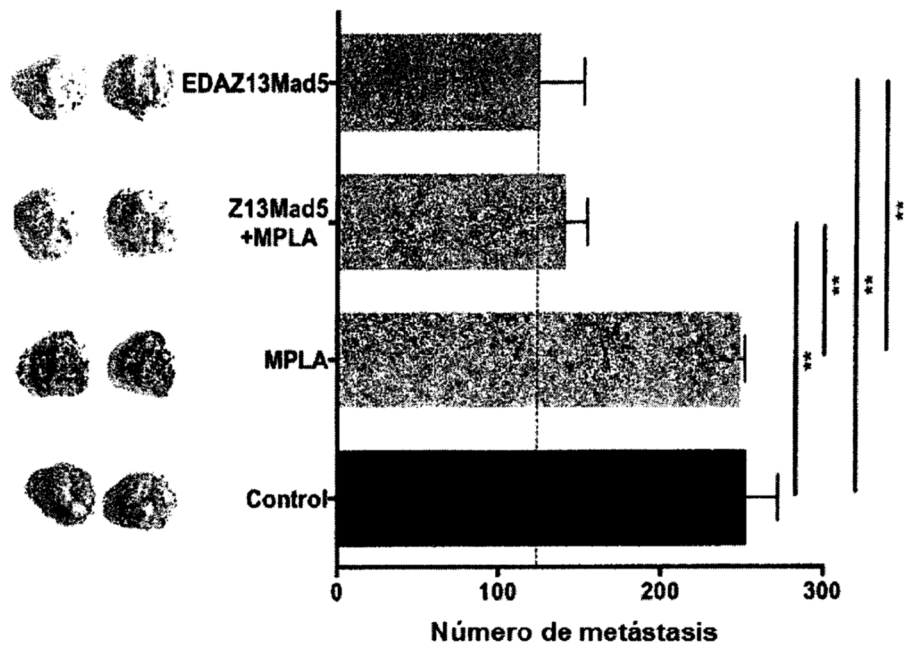 EDAZ13Mad5
Z13Mad5
+MPLA
MPLA
Control
**
**
**
**
0
100
200
300
Número de metástasis